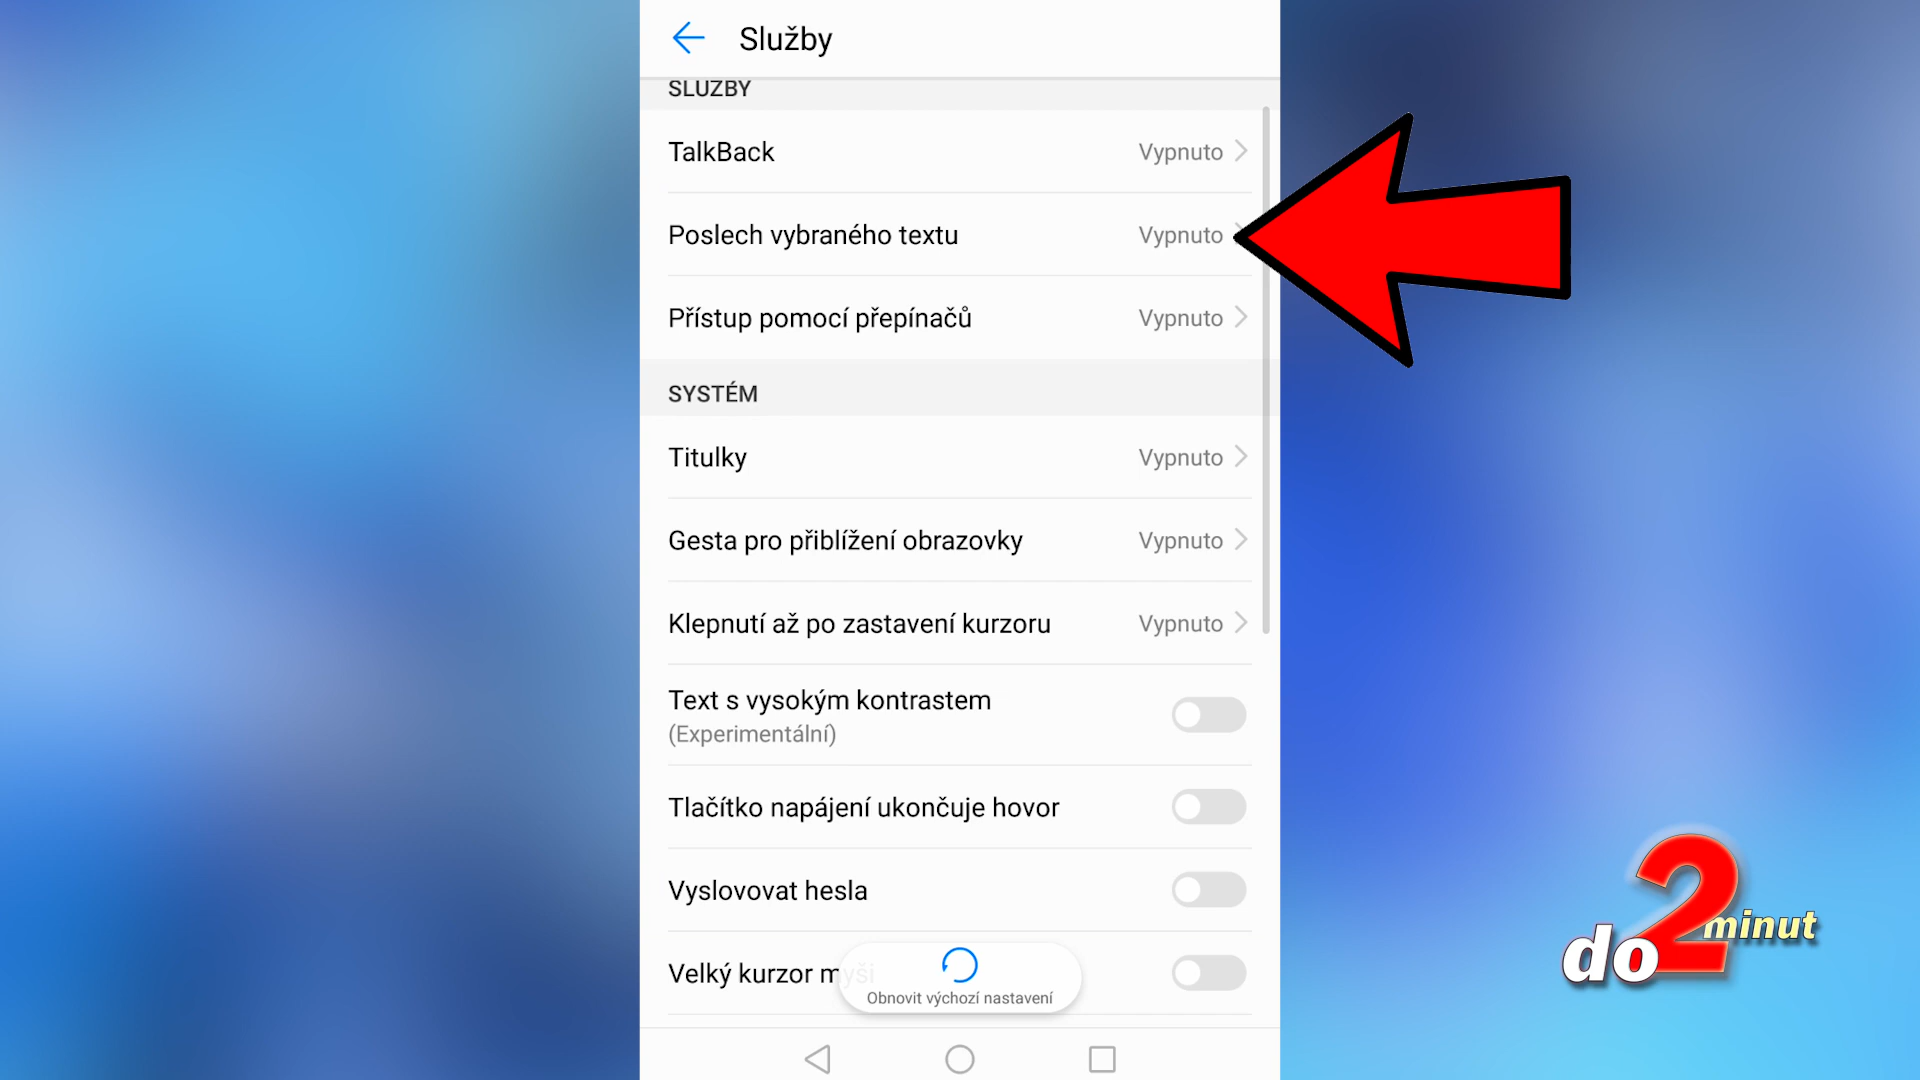 Služby
SLUŽBY
TalkBack Vypnuto
Poslech vybraného textu Vypnuto
Přístup pomocí přepínačů Vypnuto
SYSTÉM
Titulky Vypnuto
Gesta pro přiblížení obrazovky Vypnuto
Klepnutí až po zastavení kurzoru Vypnuto
Text s vysokým kontrastem
(Experimentální)
Tlačítko napájení ukončuje hovor
Vyslovovat hesla
Velký kurzor myši
Obnovit výchozí nastavení
do 2 minut